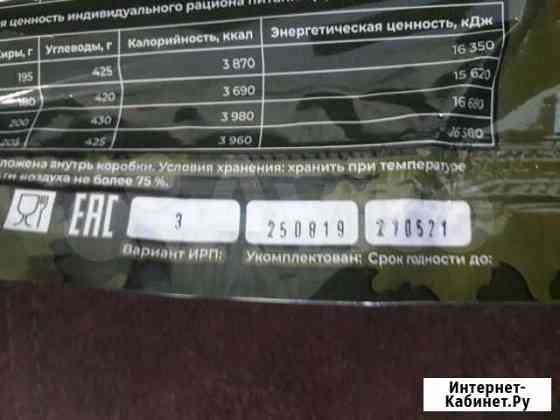 ценность индивидуального рациона
Жиры, г Углеводы, г Калорийность, ккал Энергетическая ценность, кДж
195 425 3 870 16 350
180 420 3 690 15 620
200 430 3 980 16 680
205 425 3 960 16 580
внутрь коробки. Условия хранения: хранить при температуре
воздуха не более 75 %.
EAC 3 250819 270521
Вариант ИРП: Укомплектован: Срок годности до:
Интернет-
Кабинет.Ру